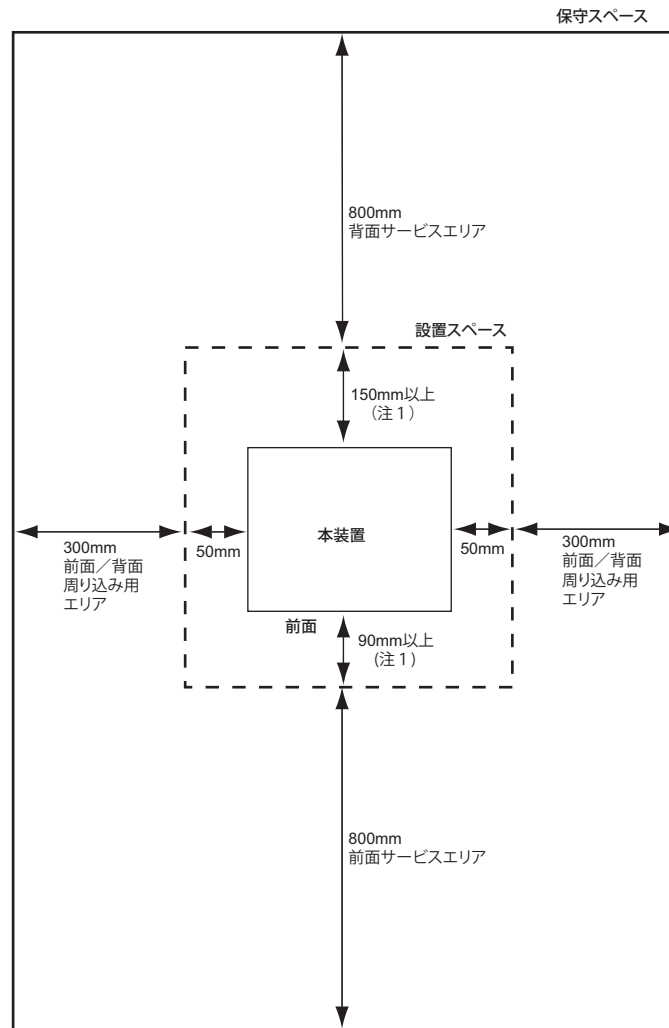 保守スペース
800mm
背面サービスエリア
設置スペース
150mm以上
(注1)
300mm
前面／背面
周り込み用
エリア
50mm
本装置
50mm
300mm
前面／背面
周り込み用
エリア
前面
90mm以上
(注1)
800mm
前面サービスエリア